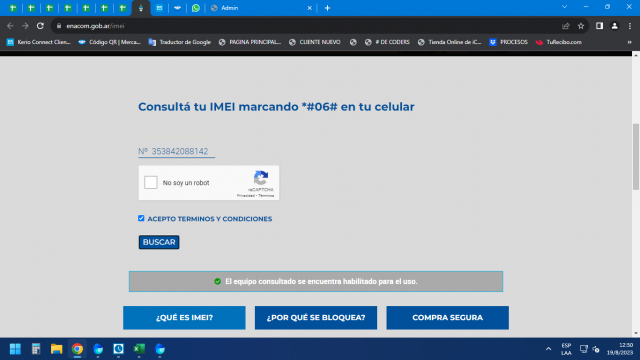 Admin
enacom.gob.ar/imei
Kerio Connect Clien...
Código QR | Merca...
Traductor de Google
PAGINA PRINCIPAL...
CLIENTE NUEVO
# DE CODERS
Tienda Online de iC...
PROCESOS
TuRecibo.com
Consultá tu IMEI marcando *#06# en tu celular
Nº 353842088142
No soy un robot
reCAPTCHA
Privacidad - Términos
ACEPTO TERMINOS Y CONDICIONES
BUSCAR
El equipo consultado se encuentra habilitado para el uso.
¿QUÉ ES IMEI?
¿POR QUÉ SE BLOQUEA?
COMPRA SEGURA
ESP
LAA
12:50
19/8/2023